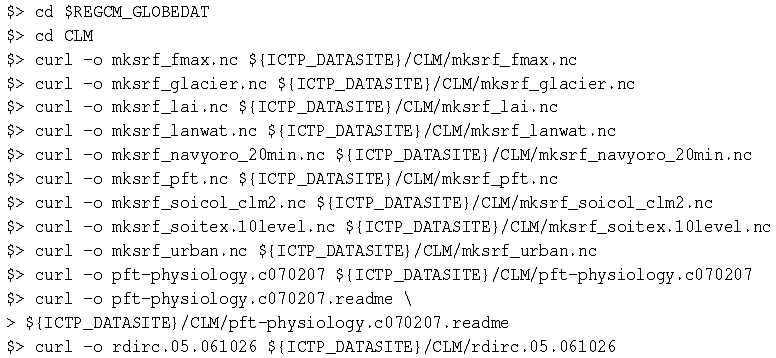 $> cd $REGCM_GLOBEDAT
$> cd CLM
$> curl -o mksrf_fmax.nc ${ICTP_DATASITE}/CLM/mksrf_fmax.nc
$> curl -o mksrf_glacier.nc ${ICTP_DATASITE}/CLM/mksrf_glacier.nc
$> curl -o mksrf_lai.nc ${ICTP_DATASITE}/CLM/mksrf_lai.nc
$> curl -o mksrf_lanwat.nc ${ICTP_DATASITE}/CLM/mksrf_lanwat.nc
$> curl -o mksrf_navyoro_20min.nc ${ICTP_DATASITE}/CLM/mksrf_navyoro_20min.nc
$> curl -o mksrf_pft.nc ${ICTP_DATASITE}/CLM/mksrf_pft.nc
$> curl -o mksrf_soicol_clm2.nc ${ICTP_DATASITE}/CLM/mksrf_soicol_clm2.nc
$> curl -o mksrf_soitex.10level.nc ${ICTP_DATASITE}/CLM/mksrf_soitex.10level.nc
$> curl -o mksrf_urban.nc ${ICTP_DATASITE}/CLM/mksrf_urban.nc
$> curl -o pft-physiology.c070207 ${ICTP_DATASITE}/CLM/pft-physiology.c070207
$> curl -o pft-physiology.c070207.readme \
> ${ICTP_DATASITE}/CLM/pft-physiology.c070207.readme
$> curl -o rdirc.05.061026 ${ICTP_DATASITE}/CLM/rdirc.05.061026